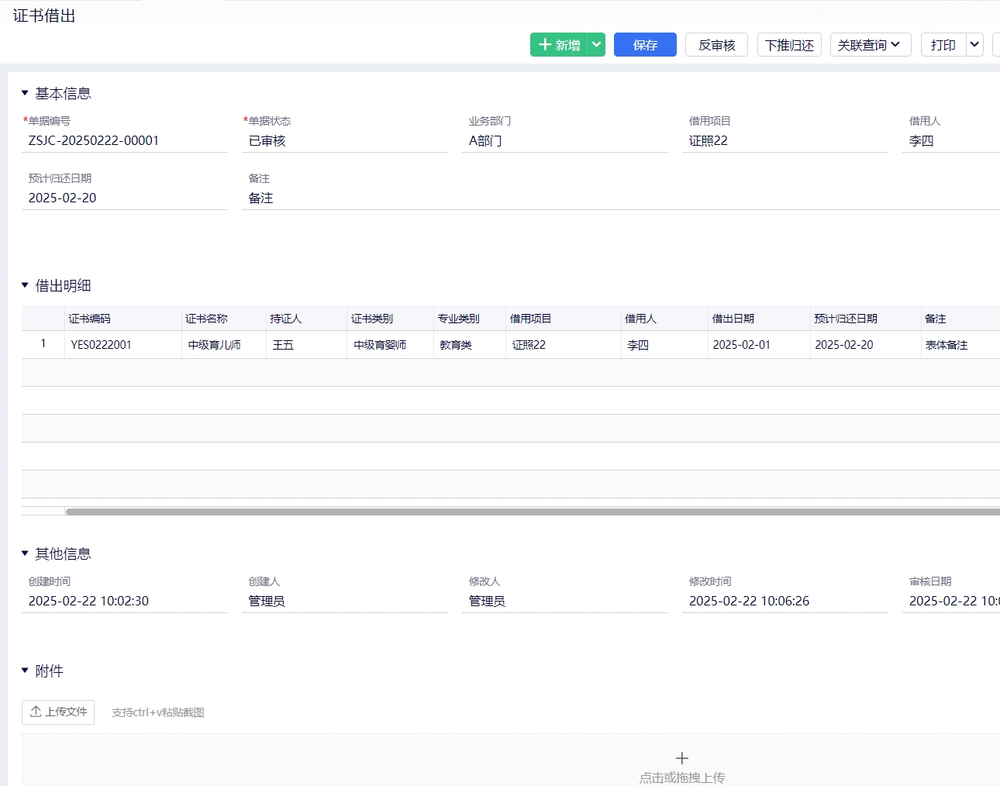 证书借出
新增 保存 反审核 下推归还 关联查询 打印
基本信息
*单据编号 *单据状态 业务部门 借用项目 借用人
ZSJC-20250222-00001 已审核 A部门 证照22 李四
预计归还日期 备注
2025-02-20 备注
借出明细
证书编码 证书名称 持证人 证书类别 专业类别 借用项目 借用人 借出日期 预计归还日期 备注
1 YES0222001 中级育儿师 王五 中级育婴师 教育类 证照22 李四 2025-02-01 2025-02-20 表体备注
其他信息
创建时间 创建人 修改人 修改时间 审核日期
2025-02-22 10:02:30 管理员 管理员 2025-02-22 10:06:26 2025-02-22 10:
附件
上传文件 支持ctrl+v粘贴截图
点击或拖拽上传